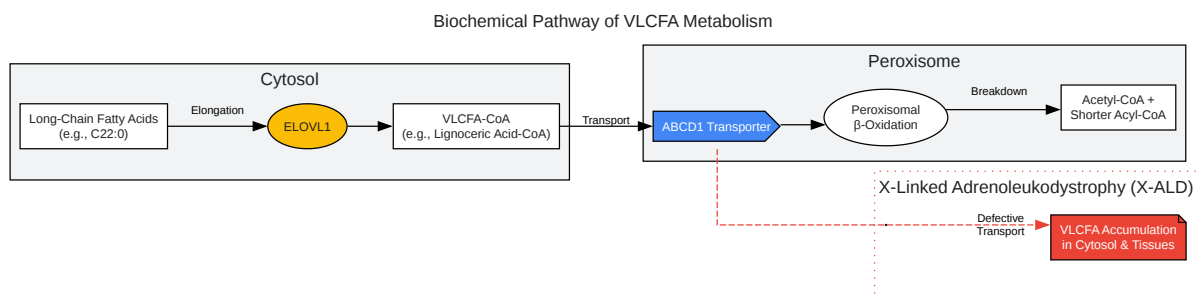 Biochemical Pathway of VLCFA Metabolism
Cytosol
Long-Chain Fatty Acids
(e.g., C22:0)
Elongation
ELOVL1
VLCFA-CoA
(e.g., Lignoceric Acid-CoA)
Transport
Peroxisome
ABCD1 Transporter
Peroxisomal
β-Oxidation
Breakdown
Acetyl-CoA +
Shorter Acyl-CoA
X-Linked Adrenoleukodystrophy (X-ALD)
Defective
Transport
VLCFA Accumulation
in Cytosol & Tissues